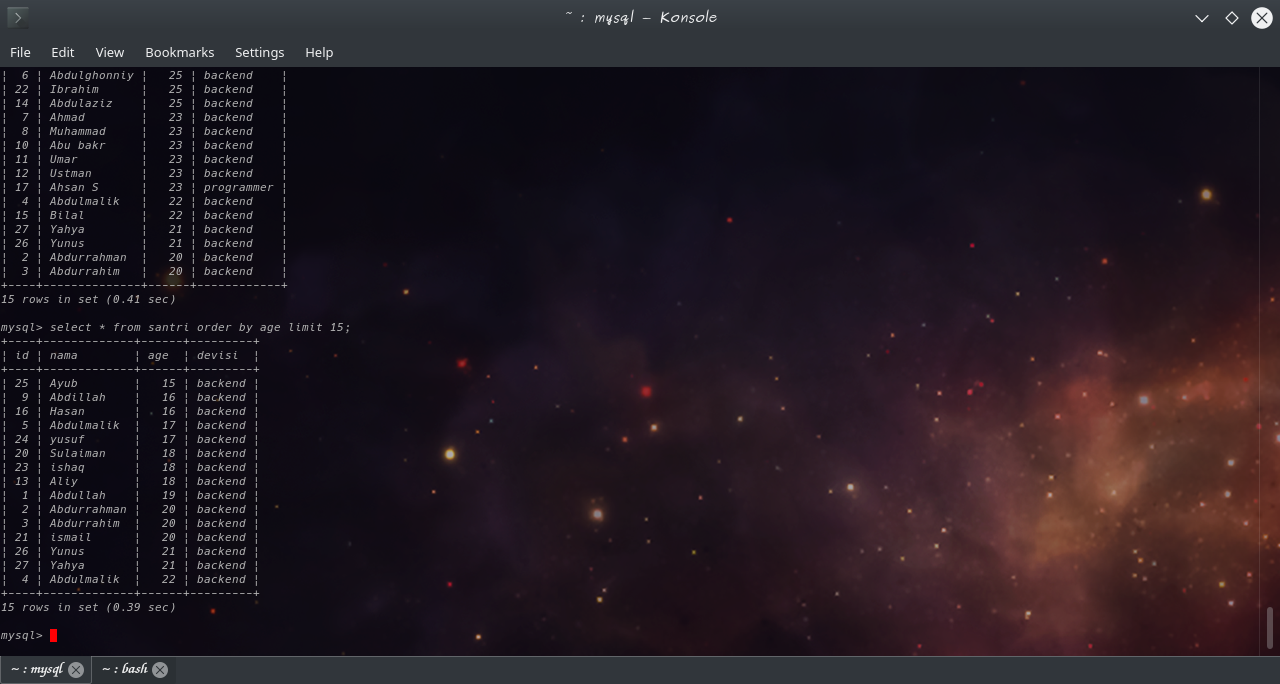 ~ : mysql — Konsole
File Edit View Bookmarks Settings Help
|  6 | Abdulghonniy |   25 | backend    |
| 22 | Ibrahim      |   25 | backend    |
| 14 | Abdulaziz    |   25 | backend    |
|  7 | Ahmad        |   23 | backend    |
|  8 | Muhammad     |   23 | backend    |
| 10 | Abu bakr     |   23 | backend    |
| 11 | Umar         |   23 | backend    |
| 12 | Ustman       |   23 | backend    |
| 17 | Ahsan S      |   23 | programmer |
|  4 | Abdulmalik   |   22 | backend    |
| 15 | Bilal        |   22 | backend    |
| 27 | Yahya        |   21 | backend    |
| 26 | Yunus        |   21 | backend    |
|  2 | Abdurrahman  |   20 | backend    |
|  3 | Abdurrahim   |   20 | backend    |
+----+--------------+------+------------+
15 rows in set (0.41 sec)
mysql> select * from santri order by age limit 15;
+----+-------------+------+---------+
| id | nama        | age  | devisi  |
+----+-------------+------+---------+
| 25 | Ayub        |   15 | backend |
|  9 | Abdillah    |   16 | backend |
| 16 | Hasan       |   16 | backend |
|  5 | Abdulmalik  |   17 | backend |
| 24 | yusuf       |   17 | backend |
| 20 | Sulaiman    |   18 | backend |
| 23 | ishaq       |   18 | backend |
| 13 | Aliy        |   18 | backend |
|  1 | Abdullah    |   19 | backend |
|  2 | Abdurrahman |   20 | backend |
|  3 | Abdurrahim  |   20 | backend |
| 21 | ismail      |   20 | backend |
| 26 | Yunus       |   21 | backend |
| 27 | Yahya       |   21 | backend |
|  4 | Abdulmalik  |   22 | backend |
+----+-------------+------+---------+
15 rows in set (0.39 sec)
mysql>
~ : mysql ~ : bash